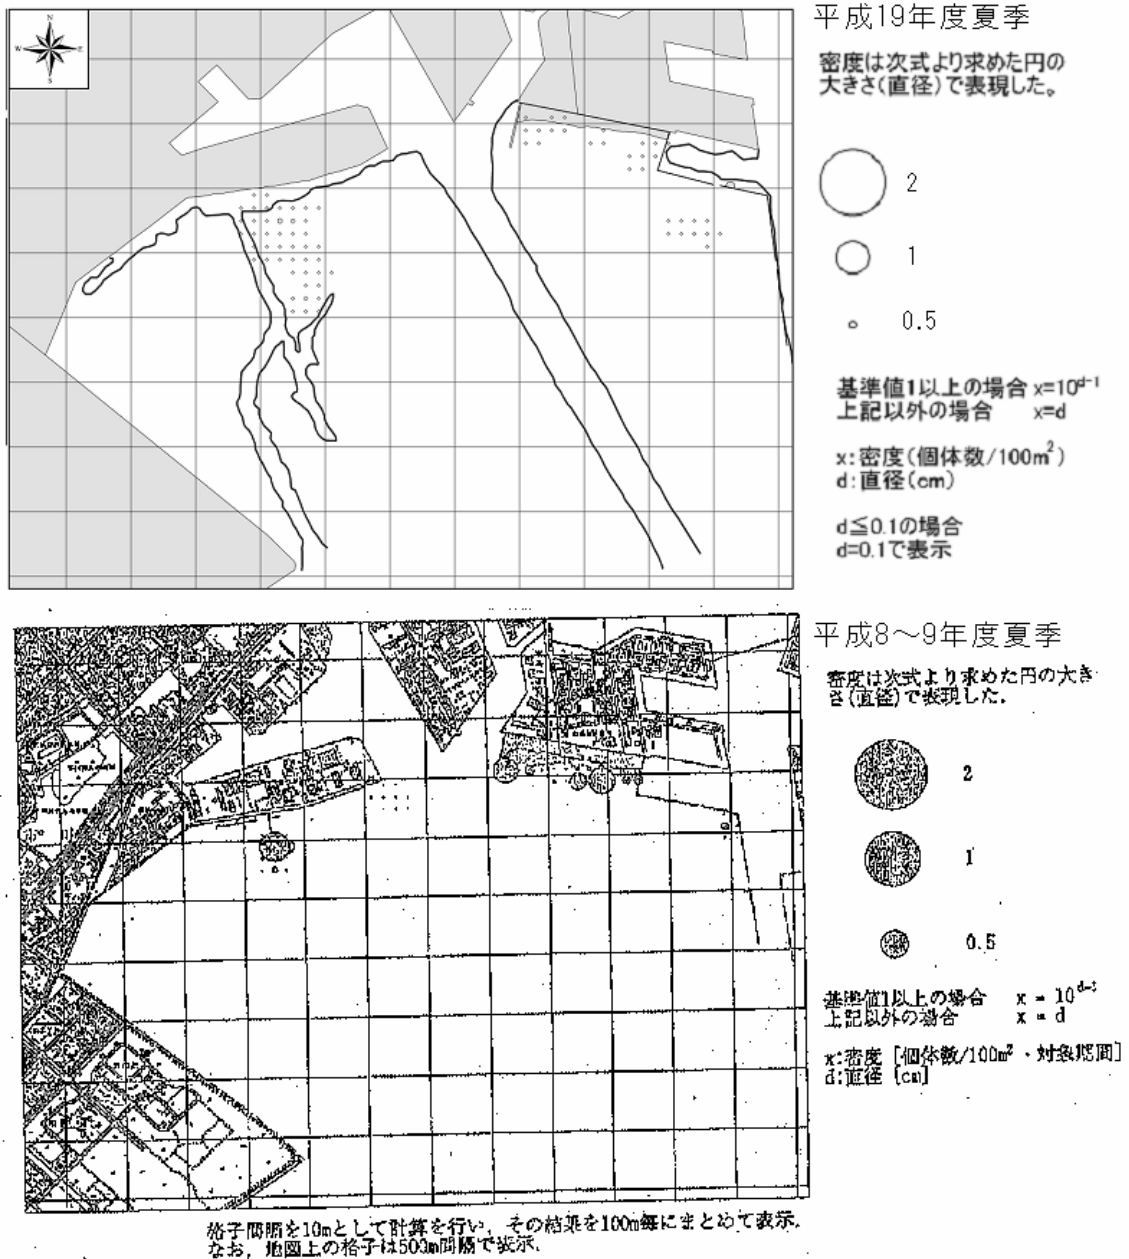 N
W
E
S
平成19年度夏季
密度は次式より求めた円の
大きさ(直径)で表現した。
2
1
0.5
基準値1以上の場合 x=10^d-1
上記以外の場合 x=d
x:密度(個体数/100m²)
d:直径(cm)
d≦0.1の場合
d=0.1で表示
平成8～9年度夏季
密度は次式より求めた円の大き
さ(直径)で表現した.
2
1
0.5
基準値1以上の場合 x = 10^d-1
上記以外の場合 x = d
x:密度 [個体数/100m²・対象期間]
d:直径 [cm]
格子間隔を10mとして計算を行い, その結果を100m毎にまとめて表示.
なお, 地図上の格子は500m間隔で表示.